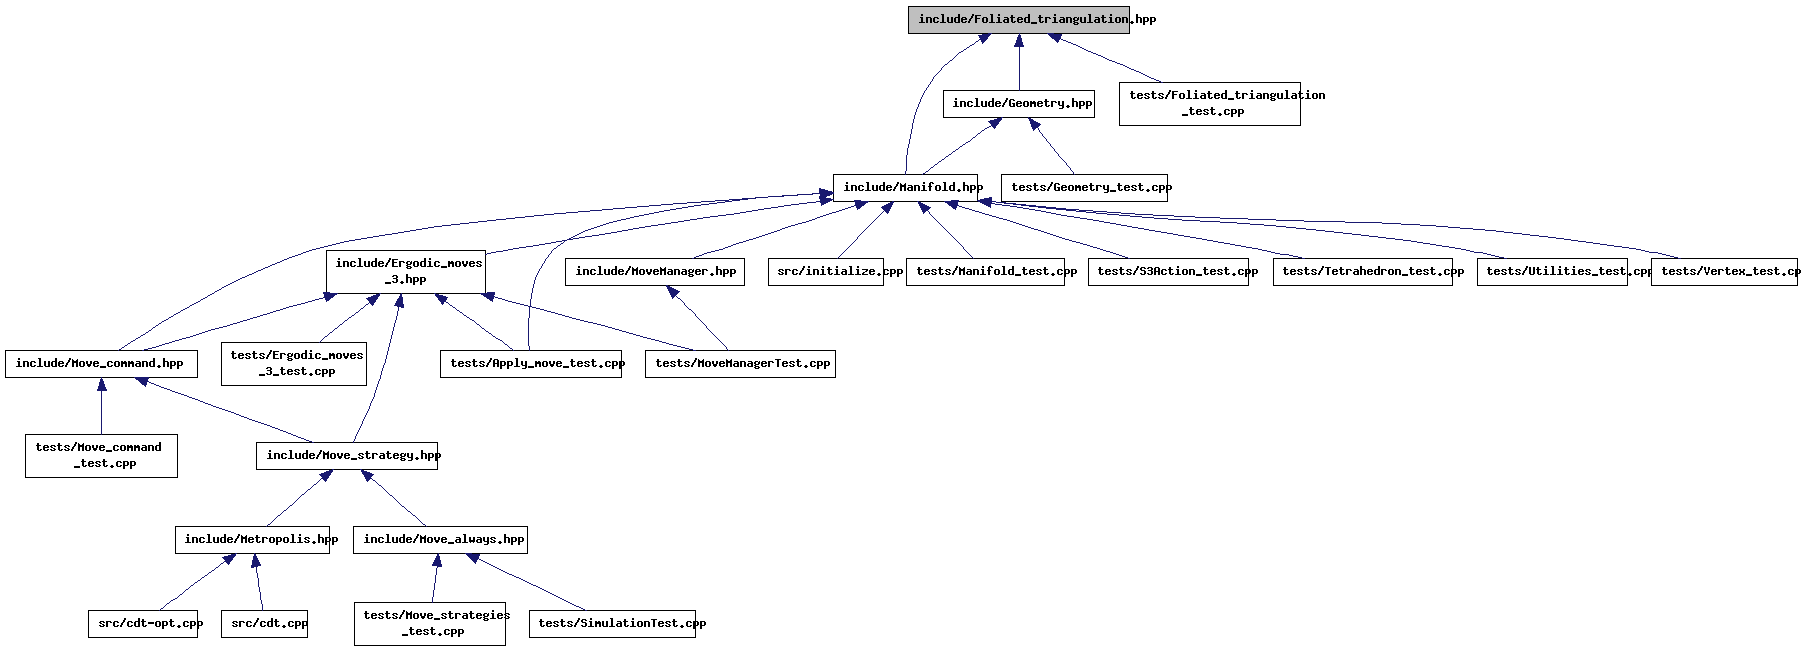 include/Foliated_triangulation.hpp
include/Geometry.hpp
tests/Foliated_triangulation
_test.cpp
include/Manifold.hpp
tests/Geometry_test.cpp
include/Ergodic_moves
_3.hpp
include/MoveManager.hpp
src/initialize.cpp
tests/Manifold_test.cpp
tests/S3Action_test.cpp
tests/Tetrahedron_test.cpp
tests/Utilities_test.cpp
tests/Vertex_test.cp
include/Move_command.hpp
tests/Ergodic_moves
_3_test.cpp
tests/Apply_move_test.cpp
tests/MoveManagerTest.cpp
tests/Move_command
_test.cpp
include/Move_strategy.hpp
include/Metropolis.hpp
include/Move_always.hpp
src/cdt-opt.cpp
src/cdt.cpp
tests/Move_strategies
_test.cpp
tests/SimulationTest.cpp